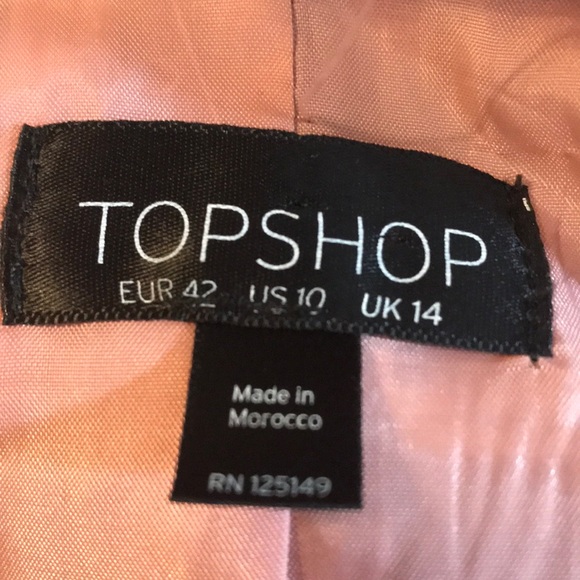 TOPSHOP
EUR 42 US 10 UK 14
Made in
Morocco
RN 125149